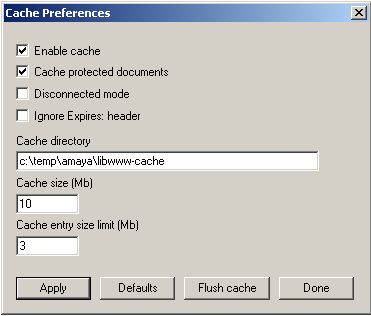 Cache Preferences
Enable cache
Cache protected documents
Disconnected mode
Ignore Expires: header
Cache directory
c:\temp\amaya\libwww-cache
Cache size (Mb)
10
Cache entry size limit (Mb)
3
Apply Defaults Flush cache Done